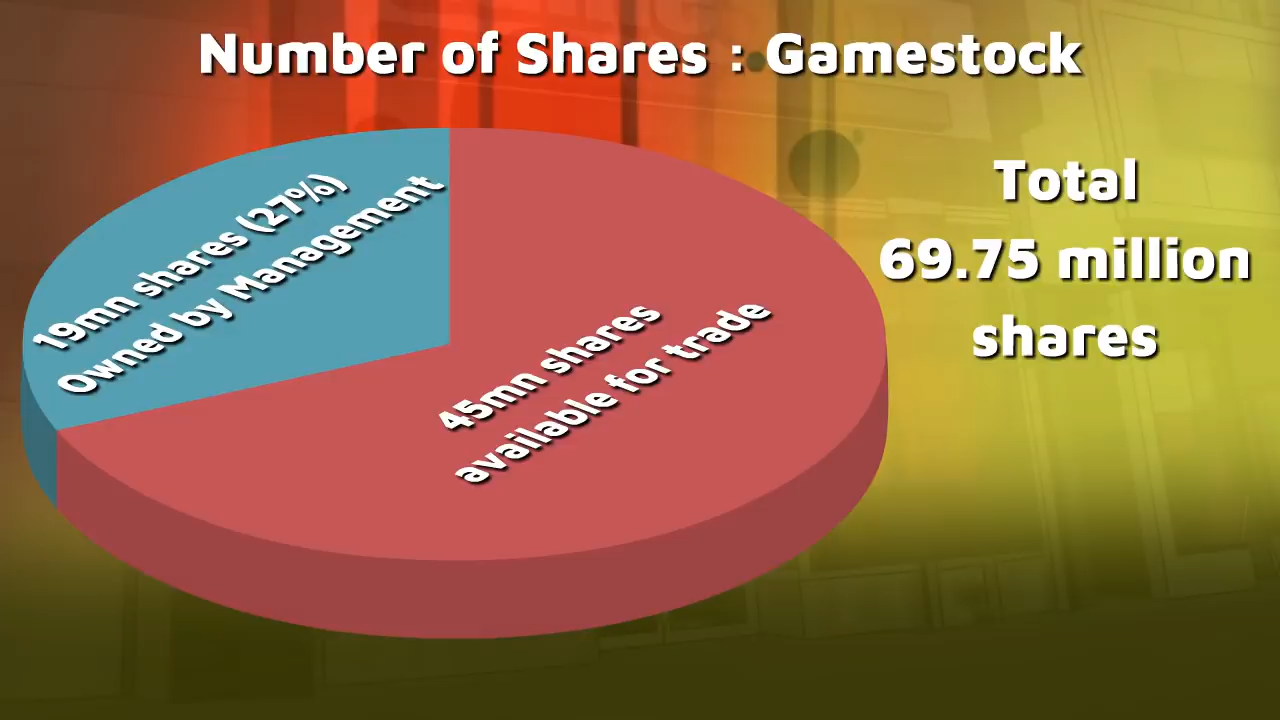 Number of Shares : Gamestock
19mn shares (27%)
Owned by Management
45mn shares
available for trade
Total
69.75 million
shares